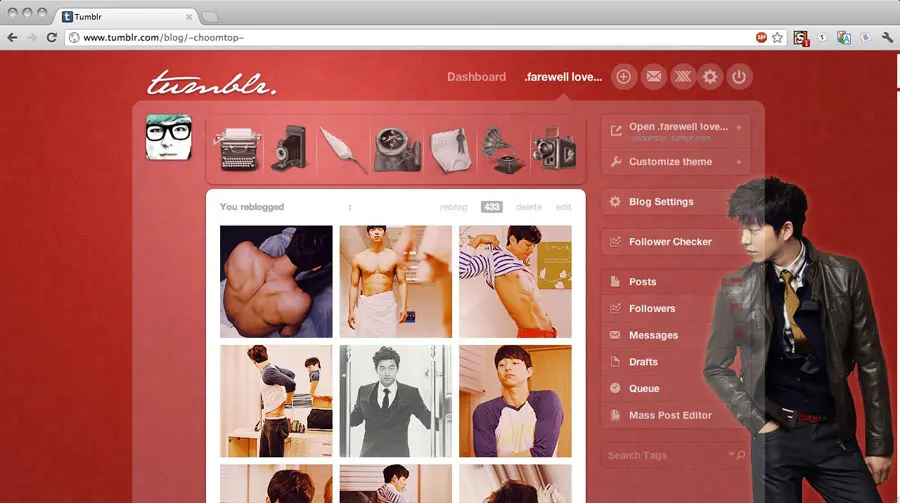 Tumblr
www.tumblr.com/blog/-choomtop-
tumblr.
Dashboard
.farewell love...
Open .farewell love...
-choomtop-.tumblr.com
Customize theme
You reblogged :
reblog 433 delete edit
Blog Settings
Follower Checker
Posts
Followers
Messages
Drafts
Queue
Mass Post Editor
Search Tags